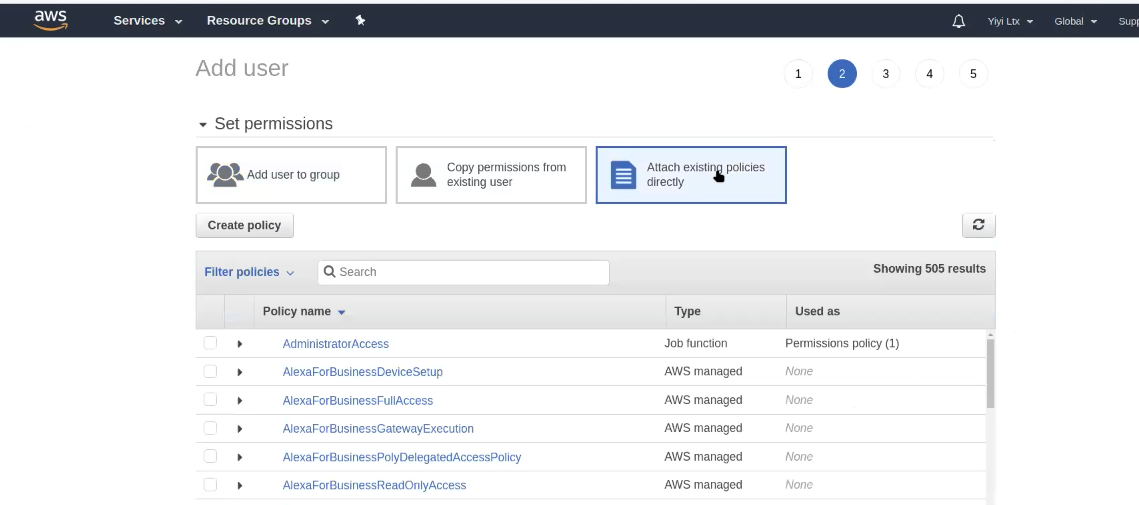 aws Services Resource Groups Yiyi Ltx Global Supp
Add user 1 2 3 4 5
Set permissions
Add user to group
Copy permissions from
existing user
Attach existing policies
directly
Create policy
Filter policies Search Showing 505 results
Policy name Type Used as
AdministratorAccess Job function Permissions policy (1)
AlexaForBusinessDeviceSetup AWS managed None
AlexaForBusinessFullAccess AWS managed None
AlexaForBusinessGatewayExecution AWS managed None
AlexaForBusinessPolyDelegatedAccessPolicy AWS managed None
AlexaForBusinessReadOnlyAccess AWS managed None